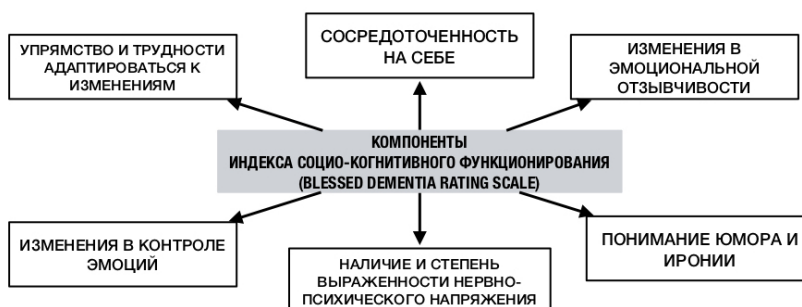 УПРЯМСТВО И ТРУДНОСТИ
АДАПТИРОВАТЬСЯ К
ИЗМЕНЕНИЯМ
СОСРЕДОТОЧЕННОСТЬ
НА СЕБЕ
ИЗМЕНЕНИЯ В
ЭМОЦИОНАЛЬНОЙ
ОТЗЫВЧИВОСТИ
КОМПОНЕНТЫ
ИНДЕКСА СОЦИО-КОГНИТИВНОГО ФУНКЦИОНИРОВАНИЯ
(BLESSED DEMENTIA RATING SCALE)
ИЗМЕНЕНИЯ В КОНТРОЛЕ
ЭМОЦИЙ
НАЛИЧИЕ И СТЕПЕНЬ
ВЫРАЖЕННОСТИ НЕРВНО-
ПСИХИЧЕСКОГО НАПРЯЖЕНИЯ
ПОНИМАНИЕ ЮМОРА И
ИРОНИИ